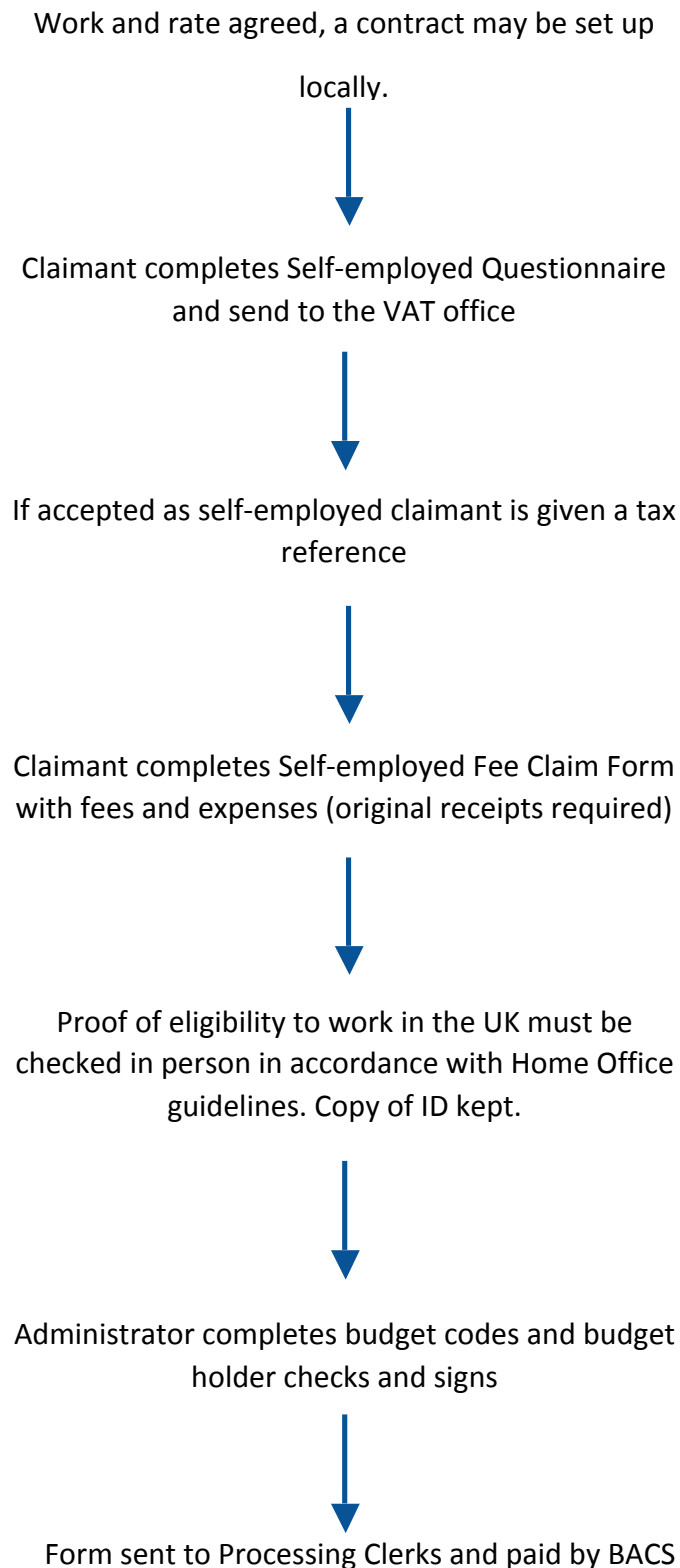 Work and rate agreed, a contract may be set up
locally.
Claimant completes Self-employed Questionnaire
and send to the VAT office
If accepted as self-employed claimant is given a tax
reference
Claimant completes Self-employed Fee Claim Form
with fees and expenses (original receipts required)
Proof of eligibility to work in the UK must be
checked in person in accordance with Home Office
guidelines. Copy of ID kept.
Administrator completes budget codes and budget
holder checks and signs
Form sent to Processing Clerks and paid by BACS